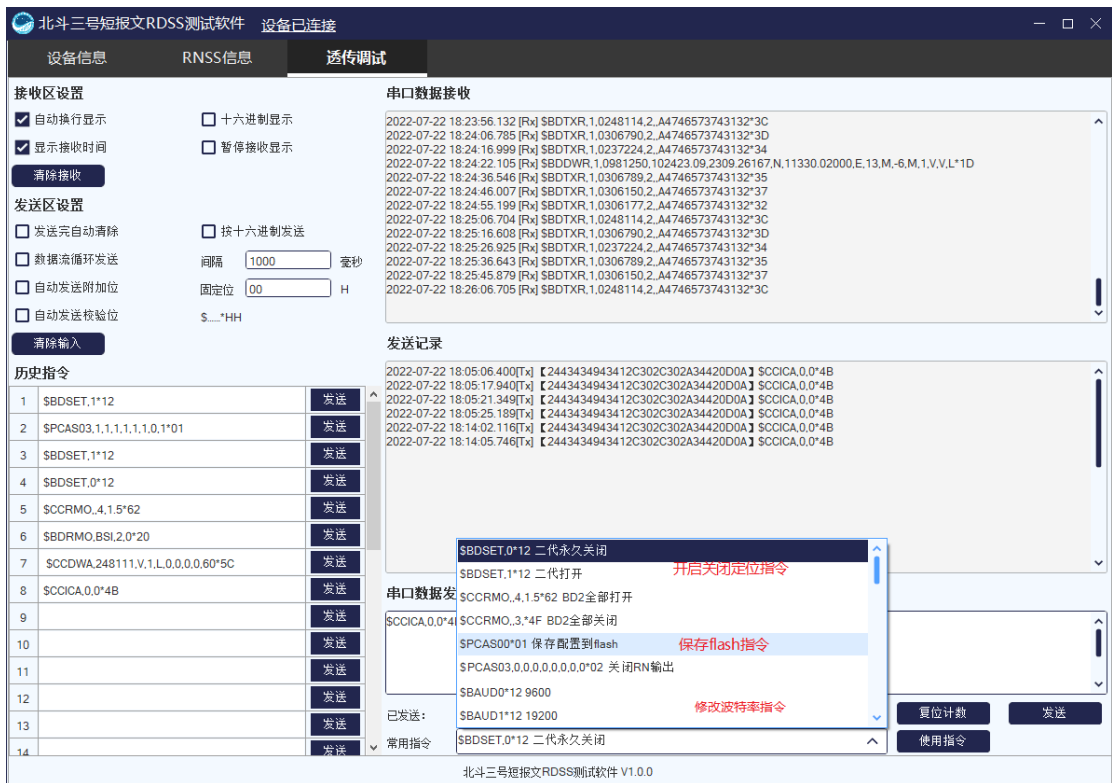 北斗三号短报文RDSS测试软件 设备已连接
设备信息 RNSS信息 透传调试
接收区设置
自动换行显示 十六进制显示
显示接收时间 暂停接收显示
清除接收
发送区设置
发送完自动清除 按十六进制发送
数据流循环发送 间隔 1000 毫秒
自动发送附加位 固定位 00 H
自动发送校验位 $.....*HH
清除输入
历史指令
1 $BDSET,1*12 发送
2 $PCAS03,1,1,1,1,1,1,0,1*01 发送
3 $BDSET,1*12 发送
4 $BDSET,0*12 发送
5 $CCRMO,,4,1.5*62 发送
6 $BDRMO,BSI,2,0*20 发送
7 $CCDWA,248111,V,1,L,0,0,0,0,60*5C 发送
8 $CCICA,0,0*4B 发送
9 发送
10 发送
11 发送
12 发送
13 发送
14 发送
串口数据接收
2022-07-22 18:23:56.132 [Rx] $BDTXR,1,0248114,2,,A4746573743132*3C
2022-07-22 18:24:06.785 [Rx] $BDTXR,1,0306790,2,,A4746573743132*3D
2022-07-22 18:24:16.999 [Rx] $BDTXR,1,0237224,2,,A4746573743132*34
2022-07-22 18:24:22.105 [Rx] $BDDWR,1,0981250,102423.09,2309.26167,N,11330.02000,E,13,M,-6,M,1,V,V,L*1D
2022-07-22 18:24:36.546 [Rx] $BDTXR,1,0306789,2,,A4746573743132*35
2022-07-22 18:24:46.007 [Rx] $BDTXR,1,0306150,2,,A4746573743132*37
2022-07-22 18:24:55.199 [Rx] $BDTXR,1,0306177,2,,A4746573743132*32
2022-07-22 18:25:06.704 [Rx] $BDTXR,1,0248114,2,,A4746573743132*3C
2022-07-22 18:25:16.608 [Rx] $BDTXR,1,0306790,2,,A4746573743132*3D
2022-07-22 18:25:26.925 [Rx] $BDTXR,1,0237224,2,,A4746573743132*34
2022-07-22 18:25:36.643 [Rx] $BDTXR,1,0306789,2,,A4746573743132*35
2022-07-22 18:25:45.879 [Rx] $BDTXR,1,0306150,2,,A4746573743132*37
2022-07-22 18:26:06.705 [Rx] $BDTXR,1,0248114,2,,A4746573743132*3C
发送记录
2022-07-22 18:05:06.400[Tx] 【2443434943412C302C302A34420D0A】$CCICA,0,0*4B
2022-07-22 18:05:17.940[Tx] 【2443434943412C302C302A34420D0A】$CCICA,0,0*4B
2022-07-22 18:05:21.349[Tx] 【2443434943412C302C302A34420D0A】$CCICA,0,0*4B
2022-07-22 18:05:25.189[Tx] 【2443434943412C302C302A34420D0A】$CCICA,0,0*4B
2022-07-22 18:14:02.116[Tx] 【2443434943412C302C302A34420D0A】$CCICA,0,0*4B
2022-07-22 18:14:05.746[Tx] 【2443434943412C302C302A34420D0A】$CCICA,0,0*4B
串口数据发
$CCICA,0,0*4
$BDSET,0*12 二代永久关闭
$BDSET,1*12 二代打开 开启关闭定位指令
$CCRMO,,4,1.5*62 BD2全部打开
$CCRMO,,3,*4F BD2全部关闭
$PCAS00*01 保存配置到flash 保存flash指令
$PCAS03,0,0,0,0,0,0,0,0*02 关闭RN输出
$BAUD0*12 9600
$BAUD1*12 19200 修改波特率指令
已发送: 复位计数 发送
常用指令 $BDSET,0*12 二代永久关闭 使用指令
北斗三号短报文RDSS测试软件 V1.0.0